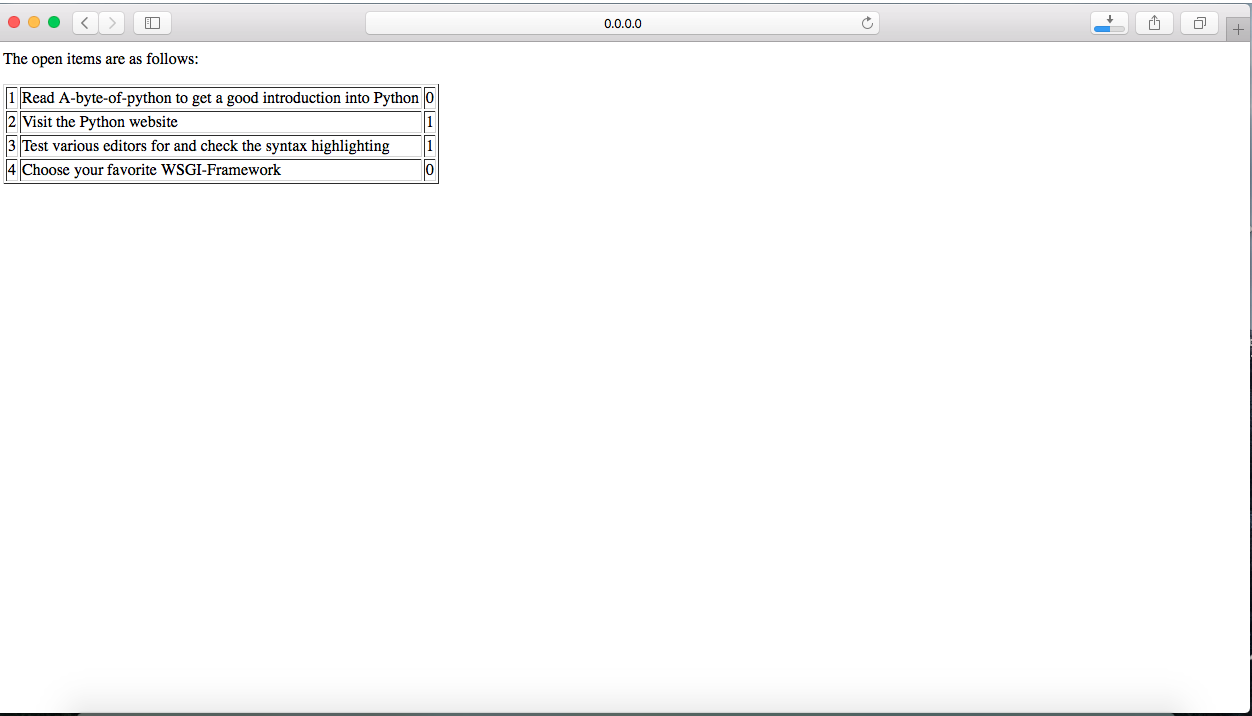 0.0.0.0
The open items are as follows:
1 Read A-byte-of-python to get a good introduction into Python 0
2 Visit the Python website 1
3 Test various editors for and check the syntax highlighting 1
4 Choose your favorite WSGI-Framework 0